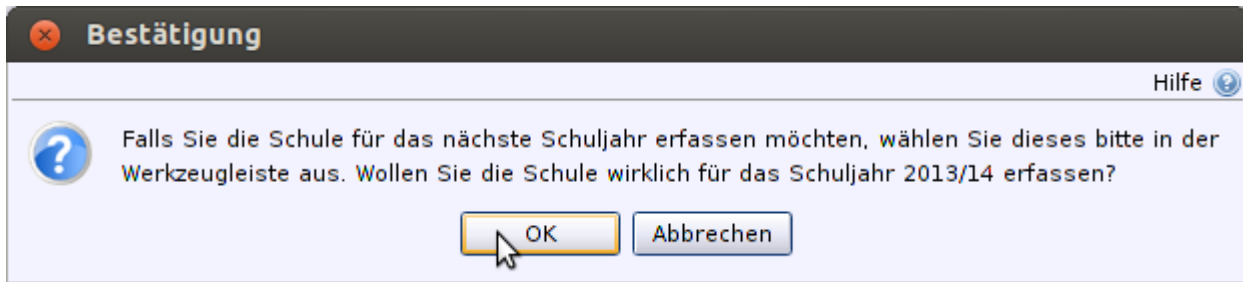 Bestätigung
Hilfe
Falls Sie die Schule für das nächste Schuljahr erfassen möchten, wählen Sie dieses bitte in der
Werkzeugleiste aus. Wollen Sie die Schule wirklich für das Schuljahr 2013/14 erfassen?
OK Abbrechen